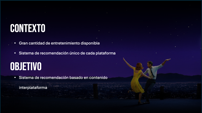 CONTEXTO
• Gran cantidad de entretenimiento disponible
• Sistema de recomendación único de cada plataforma
OBJETIVO
• Sistema de recomendación basado en contenido
interplataforma